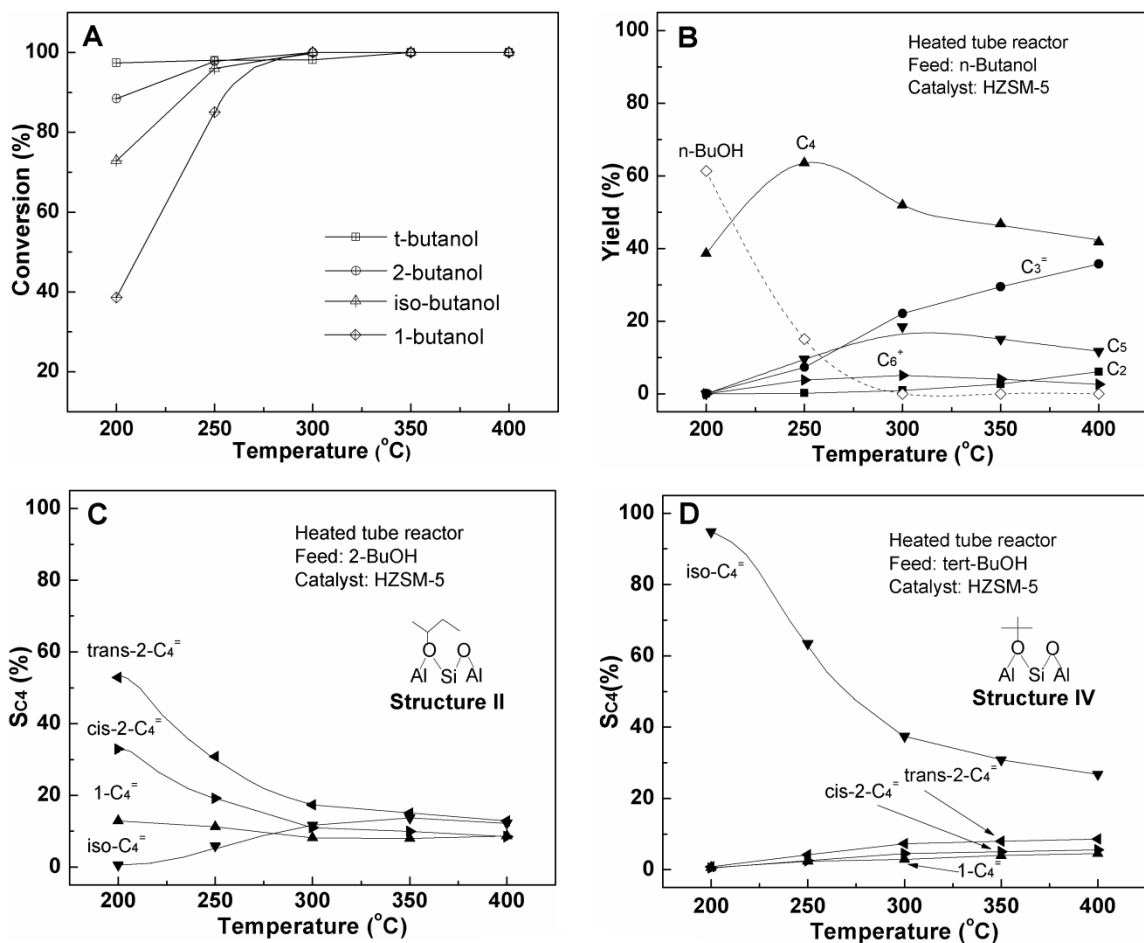 A
100
80
60
40
20
Conversion (%)
t-butanol
2-butanol
iso-butanol
1-butanol
200 250 300 350 400
Temperature (°C)
B
100
80
60
40
20
0
Yield (%)
Heated tube reactor
Feed: n-Butanol
Catalyst: HZSM-5
n-BuOH
C4
C3=
C5
C6+
C2
200 250 300 350 400
Temperature (°C)
C
100
80
60
40
20
0
SC4 (%)
Heated tube reactor
Feed: 2-BuOH
Catalyst: HZSM-5
O O
Al Si Al
Structure II
trans-2-C4=
cis-2-C4=
1-C4=
iso-C4=
200 250 300 350 400
Temperature (°C)
D
100
80
60
40
20
0
SC4(%)
Heated tube reactor
Feed: tert-BuOH
Catalyst: HZSM-5
iso-C4=
O O
Al Si Al
Structure IV
trans-2-C4=
cis-2-C4=
1-C4=
200 250 300 350 400
Temperature (°C)